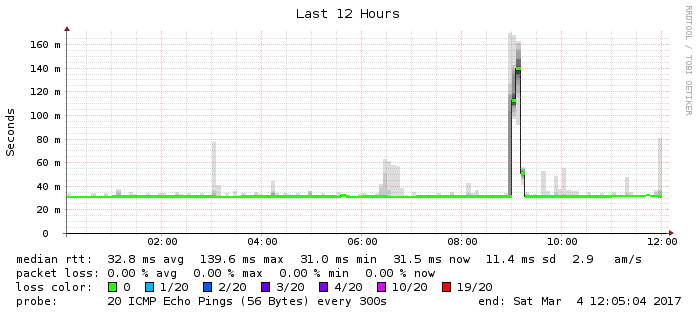 Last 12 Hours
RRDTOOL / TOBI OETIKER
Seconds
160 m
140 m
120 m
100 m
80 m
60 m
40 m
20 m
0
02:00 04:00 06:00 08:00 10:00 12:00
median rtt: 32.8 ms avg 139.6 ms max 31.0 ms min 31.5 ms now 11.4 ms sd 2.9 am/s
packet loss: 0.00 % avg 0.00 % max 0.00 % min 0.00 % now
loss color: 0 1/20 2/20 3/20 4/20 10/20 19/20
probe: 20 ICMP Echo Pings (56 Bytes) every 300s end: Sat Mar 4 12:05:04 2017